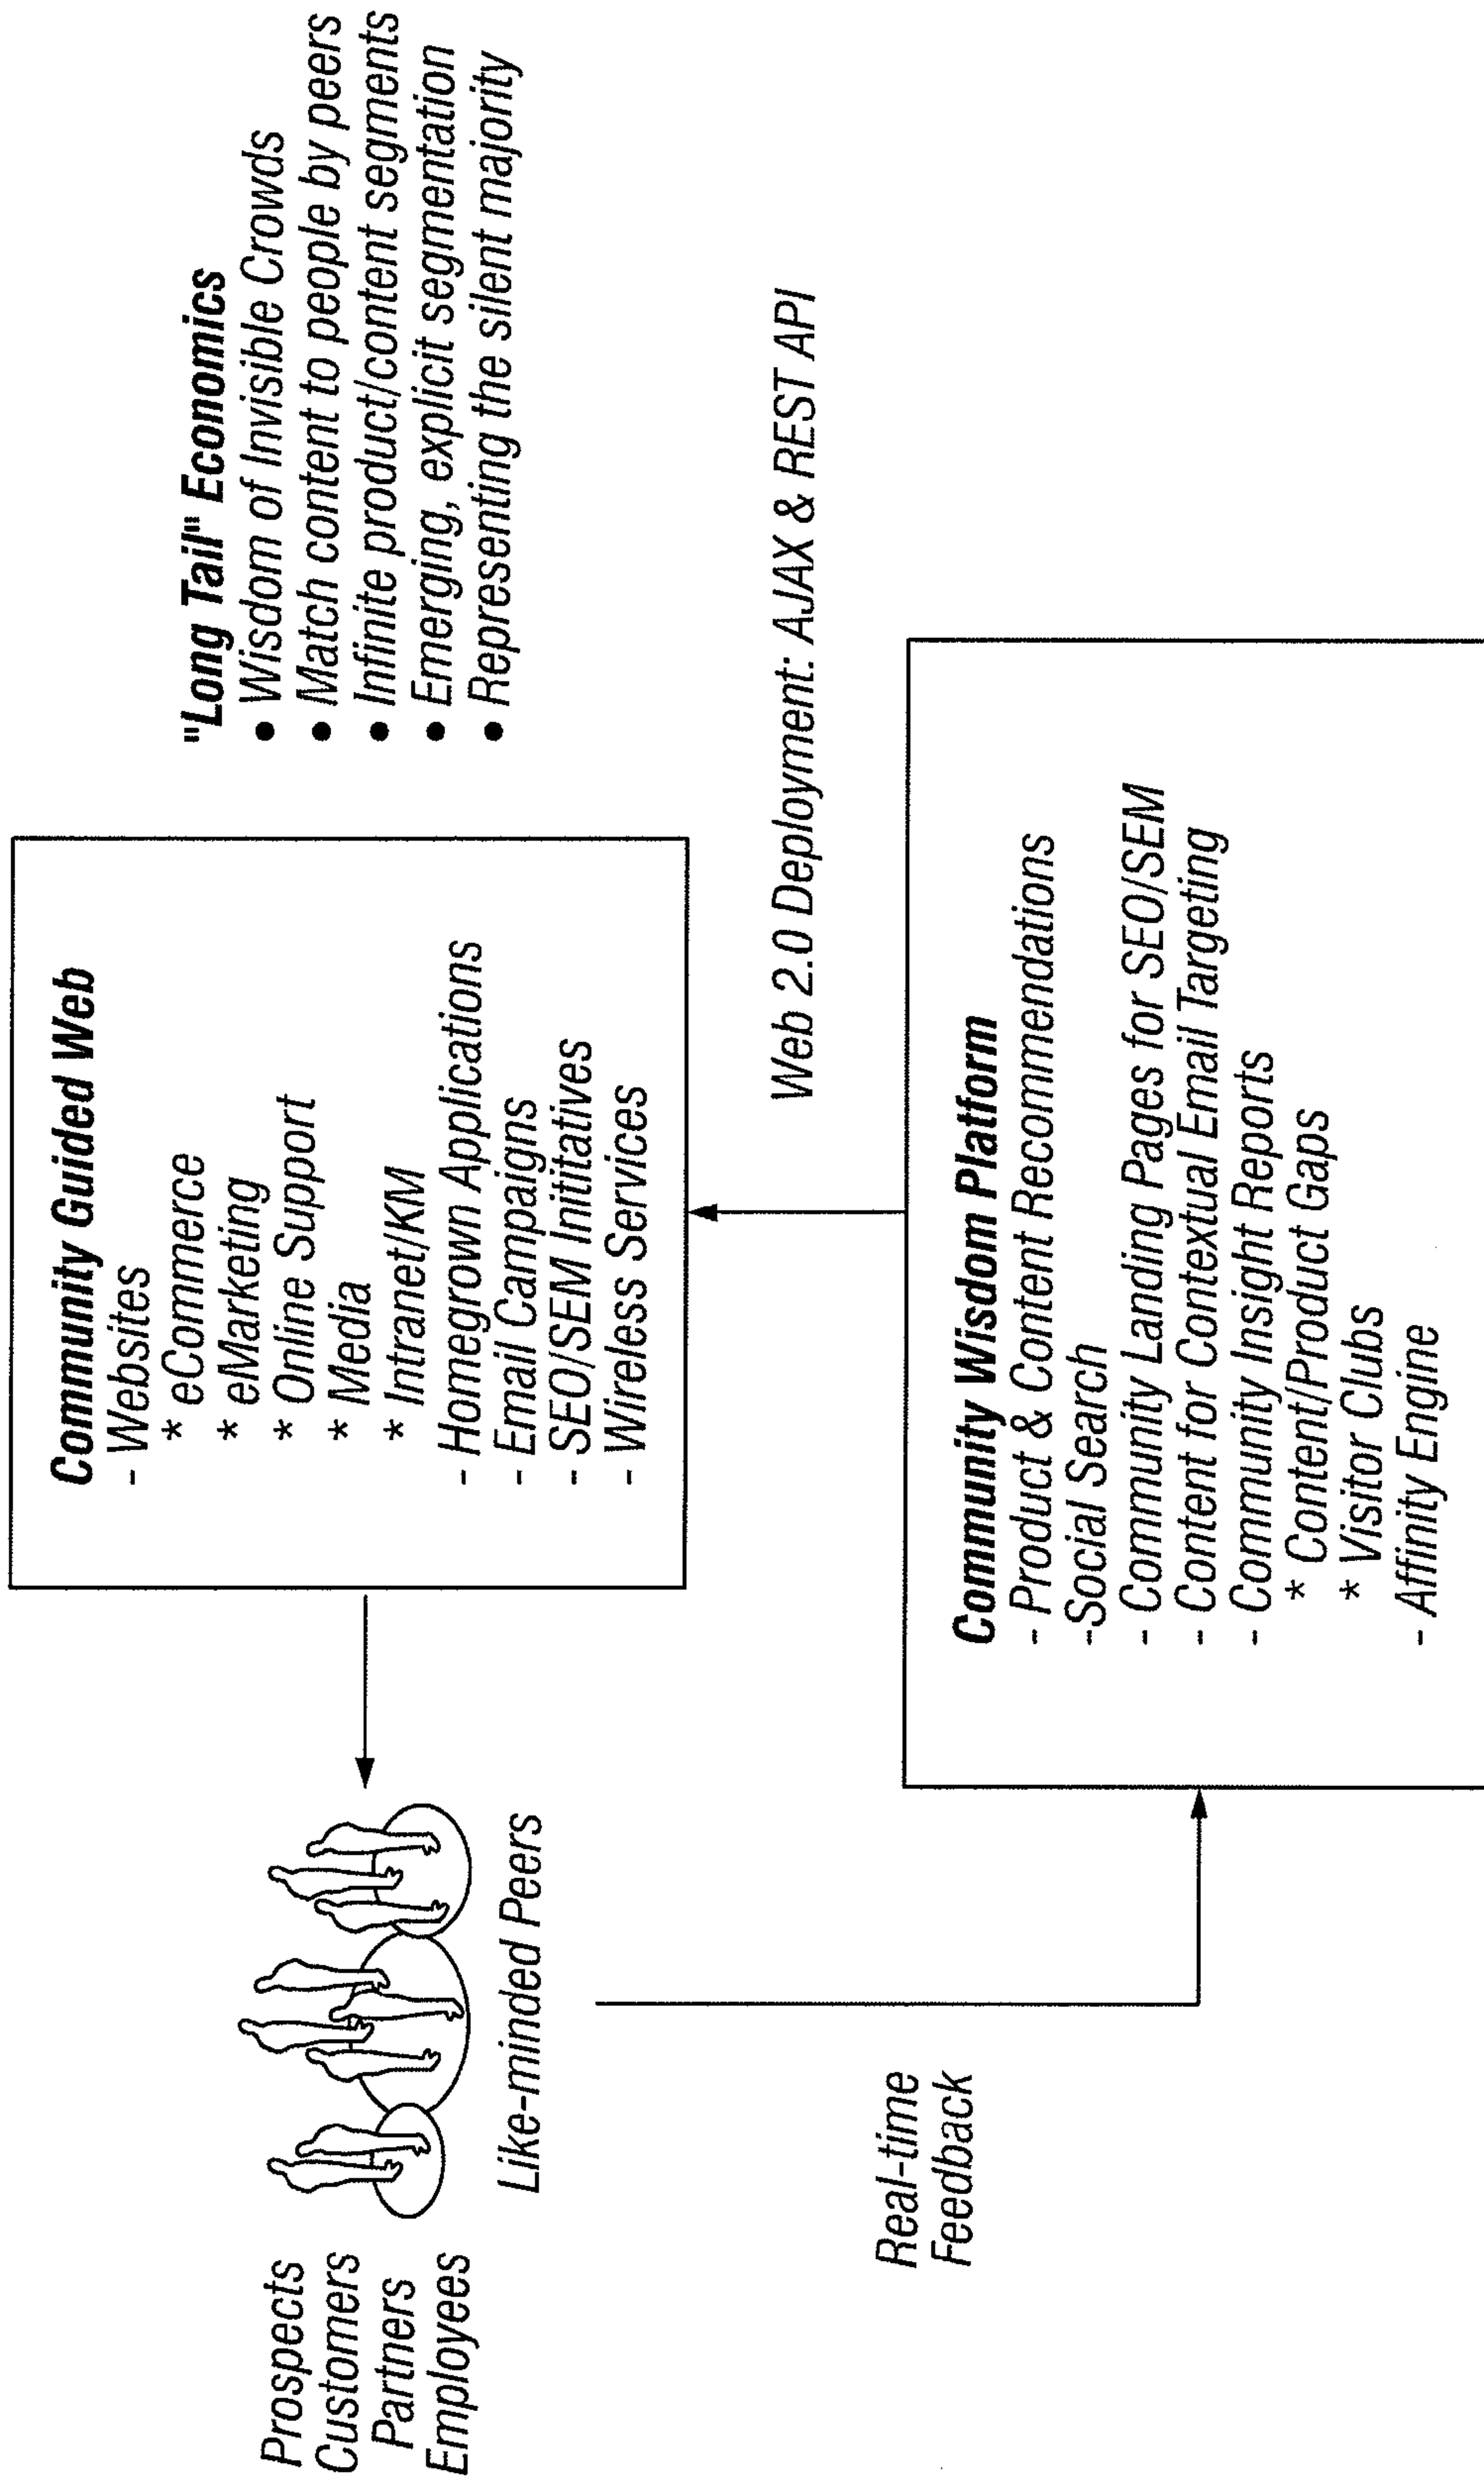 Prospects
Customers
Partners
Employees
Like-minded Peers
Community Guided Web
- Websites
* eCommerce
* eMarketing
* Online Support
* Media
* Intranet/KM
- Homegrown Applications
- Email Campaigns
- SEO/SEM Inititatives
- Wireless Services
"Long Tail" Economics
• Wisdom of Invisible Crowds
• Match content to people by peers
• Infinite product/content segments
• Emerging, explicit segmentation
• Representing the silent majority
Web 2.0 Deployment: AJAX & REST API
Real-time
Feedback
Community Wisdom Platform
- Product & Content Recommendations
-Social Search
- Community Landing Pages for SEO/SEM
- Content for Contextual Email Targeting
- Community Insight Reports
* Content/Product Gaps
* Visitor Clubs
- Affinity Engine